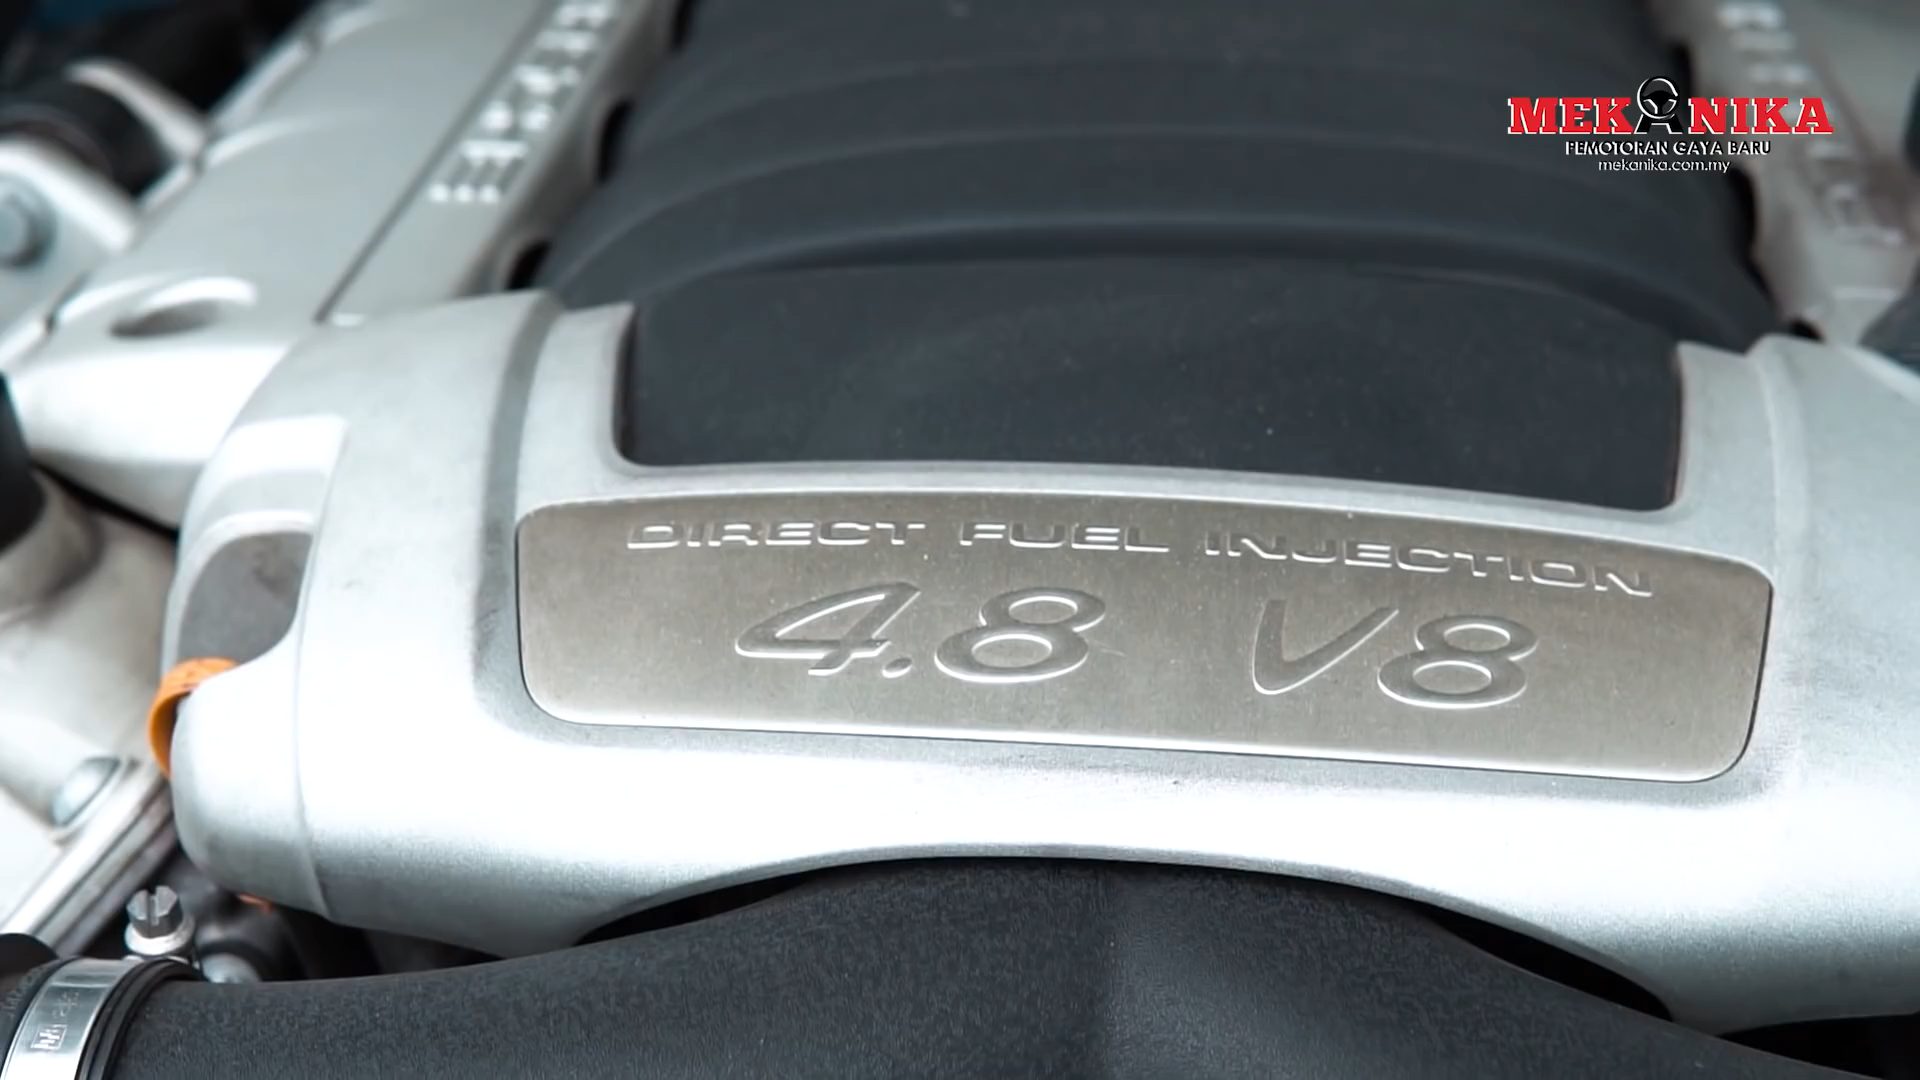 MEKANIKA
PEMOTORAN GAYA BARU
mekanika.com.my
DIRECT FUEL INJECTION
4.8 V8